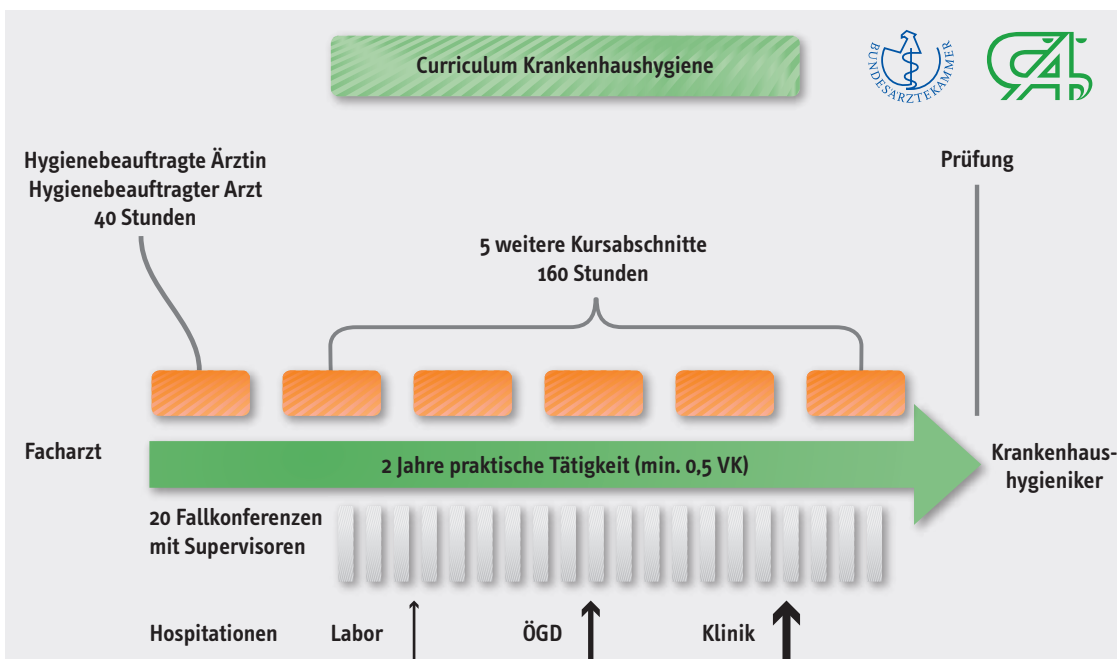 Curriculum Krankenhaushygiene
BUNDESÄRZTEKAMMER
Hygienebeauftragte Ärztin
Hygienebeauftragter Arzt
40 Stunden
Prüfung
5 weitere Kursabschnitte
160 Stunden
Facharzt
2 Jahre praktische Tätigkeit (min. 0,5 VK)
Krankenhaus-
hygieniker
20 Fallkonferenzen
mit Supervisoren
Hospitationen
Labor
ÖGD
Klinik